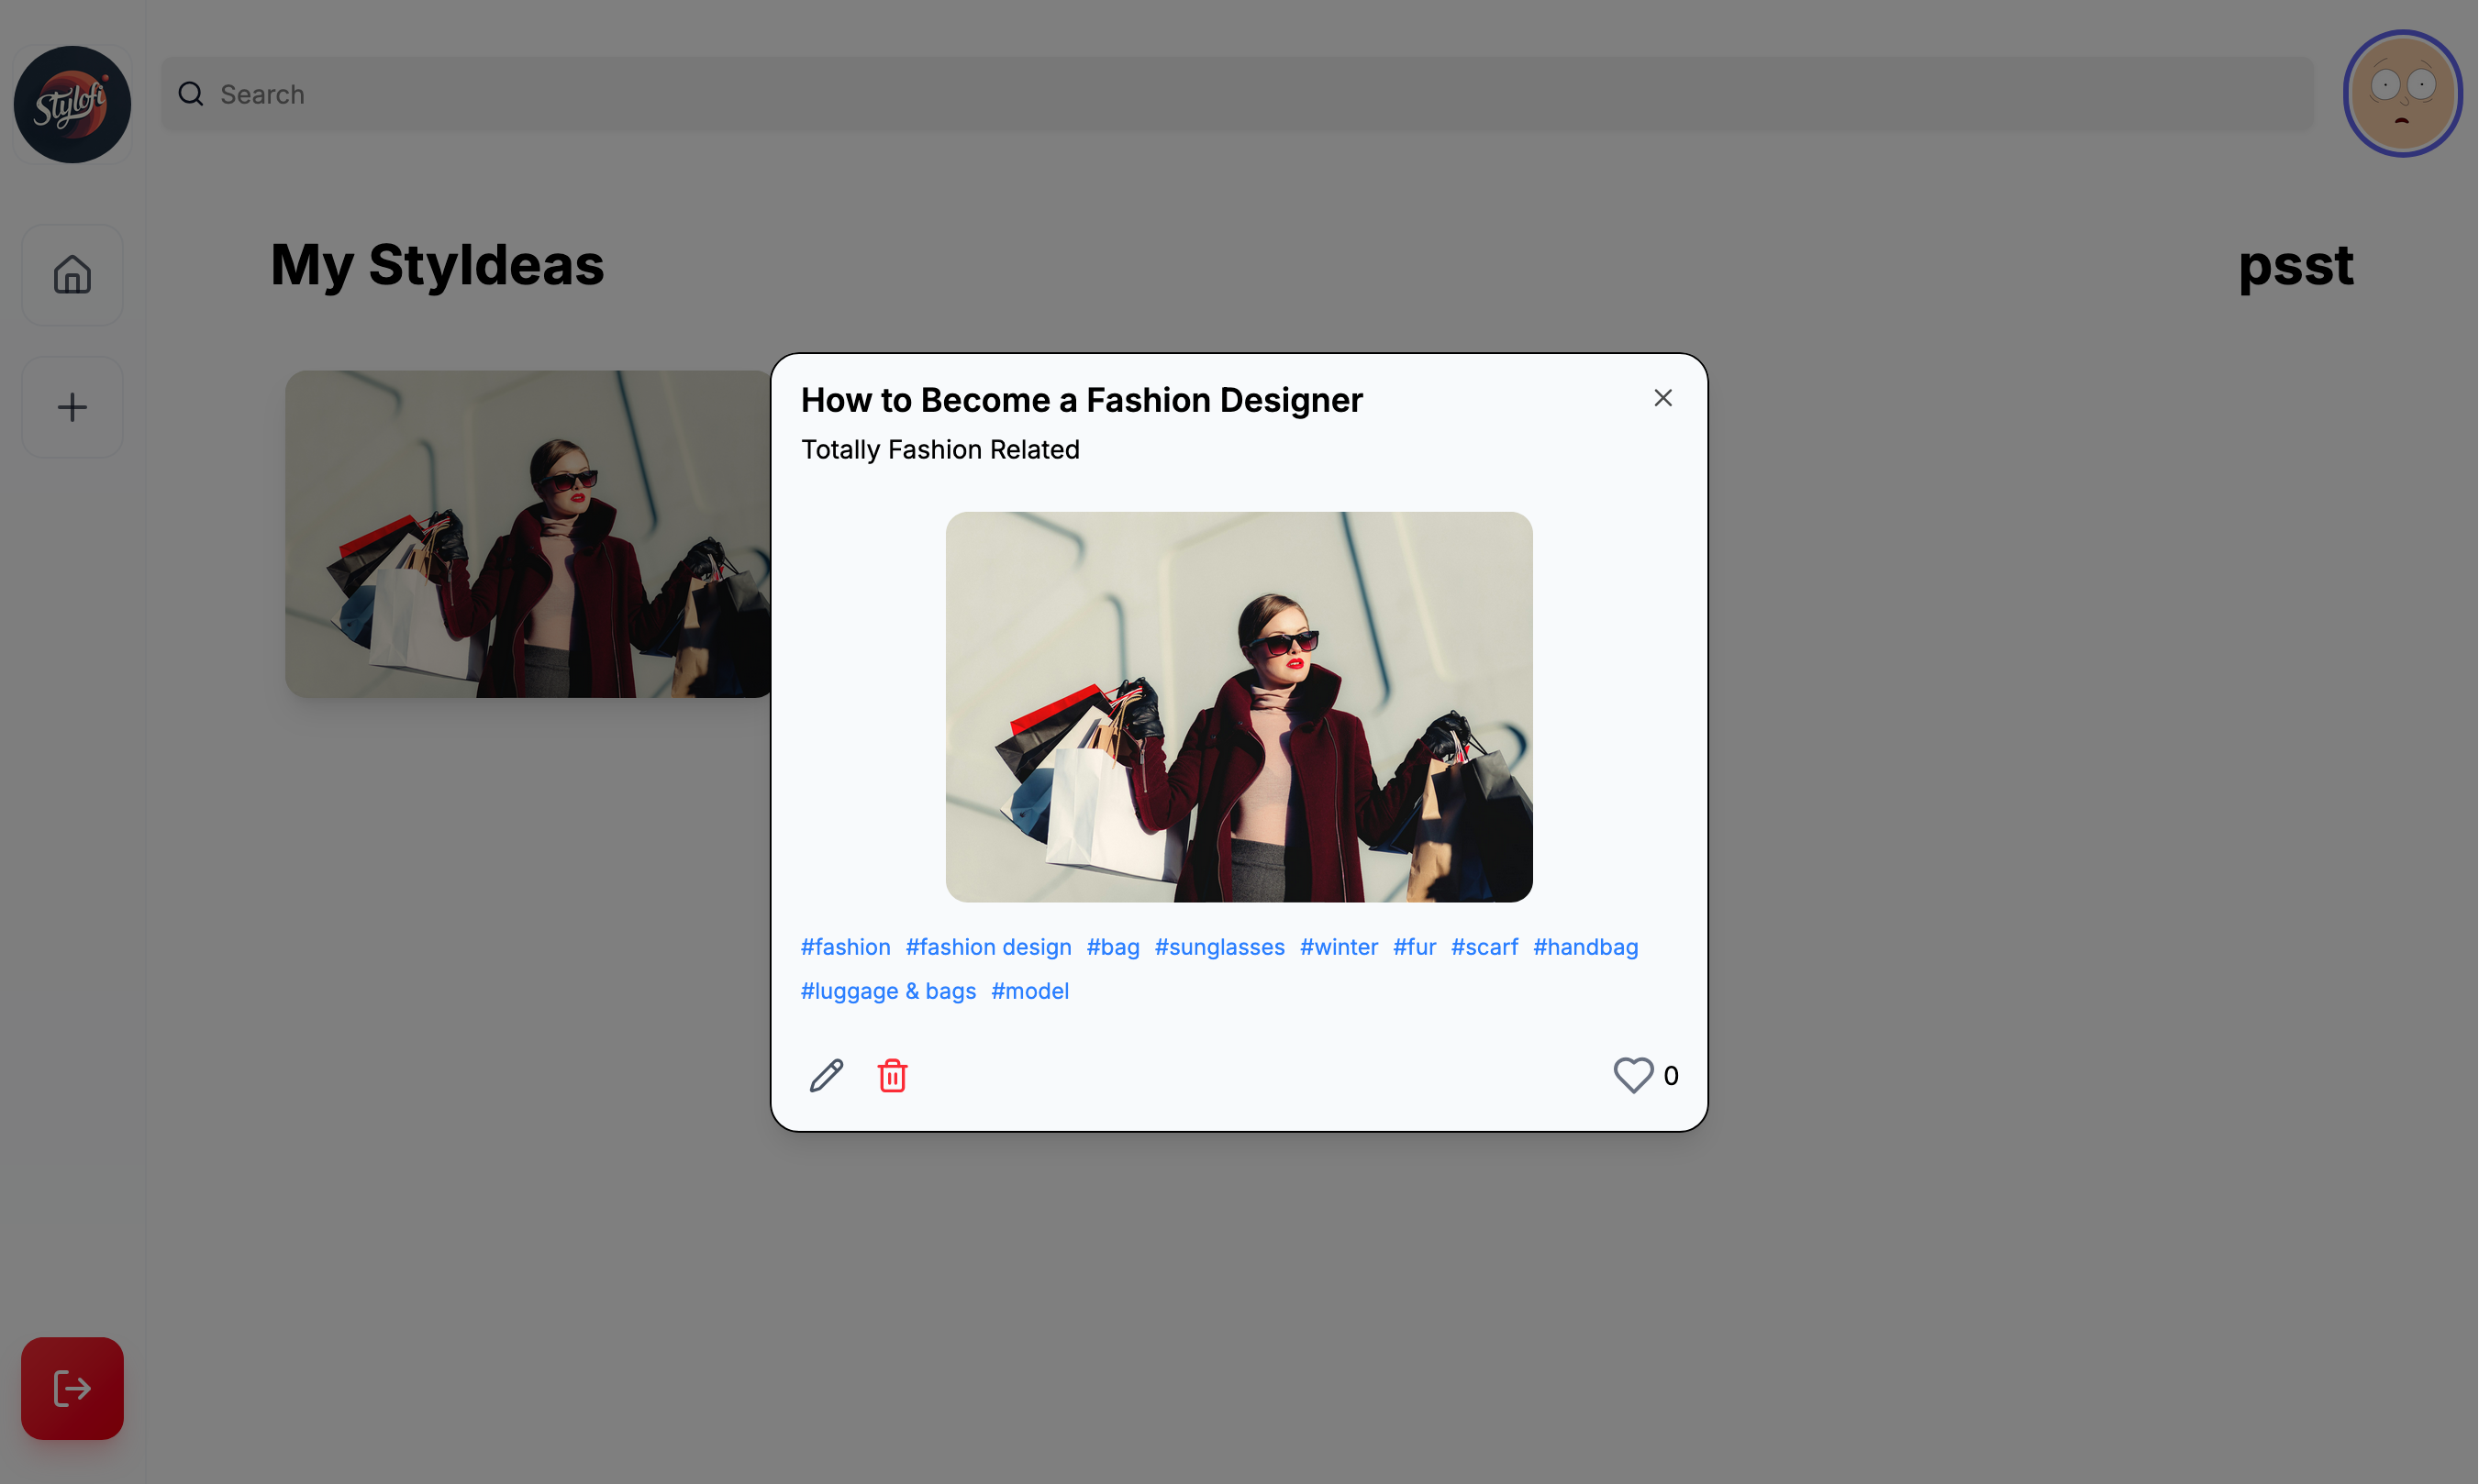 Stylofi
Search
My StyIdeas
psst
How to Become a Fashion Designer
Totally Fashion Related
#fashion #fashion design #bag #sunglasses #winter #fur #scarf #handbag
#luggage & bags #model
0